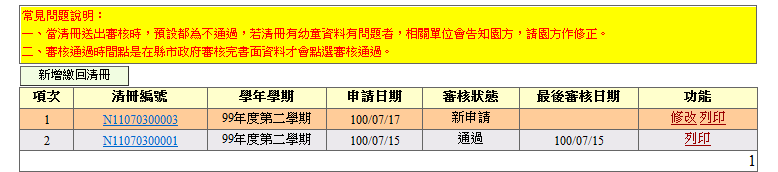 常見問題說明：
一、當清冊送出審核時，預設都為不通過，若清冊有幼童資料有問題者，相關單位會告知園方，請園方作修正。
二、審核通過時間點是在縣市政府審核完書面資料才會點選審核通過。
新增繳回清冊
項次 清冊編號 學年學期 申請日期 審核狀態 最後審核日期 功能
1 N11070300003 99年度第二學期 100/07/17 新申請 修改 列印
2 N11070300001 99年度第二學期 100/07/15 通過 100/07/15 列印
1